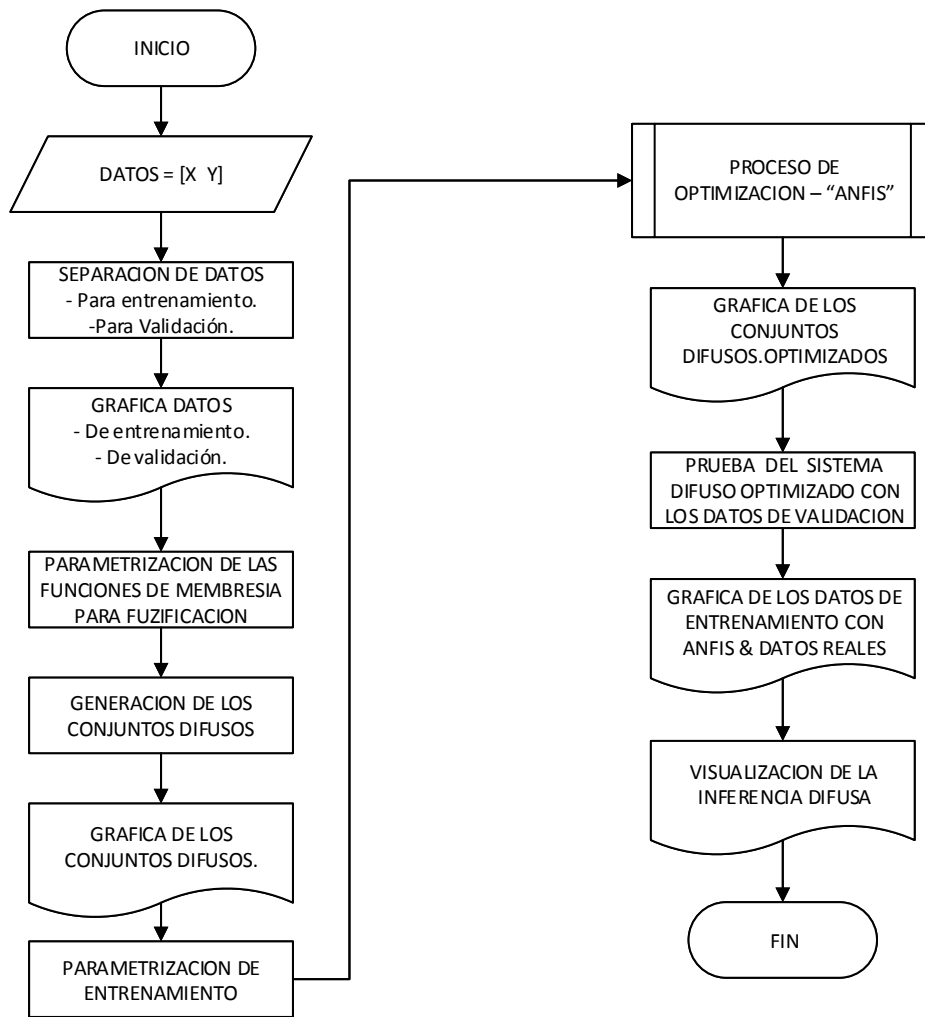 INICIO
DATOS = [X Y]
SEPARACION DE DATOS
- Para entrenamiento.
-Para Validación.
GRAFICA DATOS
- De entrenamiento.
- De validación.
PARAMETRIZACION DE LAS
FUNCIONES DE MEMBRESIA
PARA FUZIFICACION
GENERACION DE LOS
CONJUNTOS DIFUSOS
GRAFICA DE LOS
CONJUNTOS DIFUSOS.
PARAMETRIZACION DE
ENTRENAMIENTO
PROCESO DE
OPTIMIZACION – “ANFIS”
GRAFICA DE LOS
CONJUNTOS
DIFUSOS.OPTIMIZADOS
PRUEBA DEL SISTEMA
DIFUSO OPTIMIZADO CON
LOS DATOS DE VALIDACION
GRAFICA DE LOS DATOS DE
ENTRENAMIENTO CON
ANFIS & DATOS REALES
VISUALIZACION DE LA
INFERENCIA DIFUSA
FIN